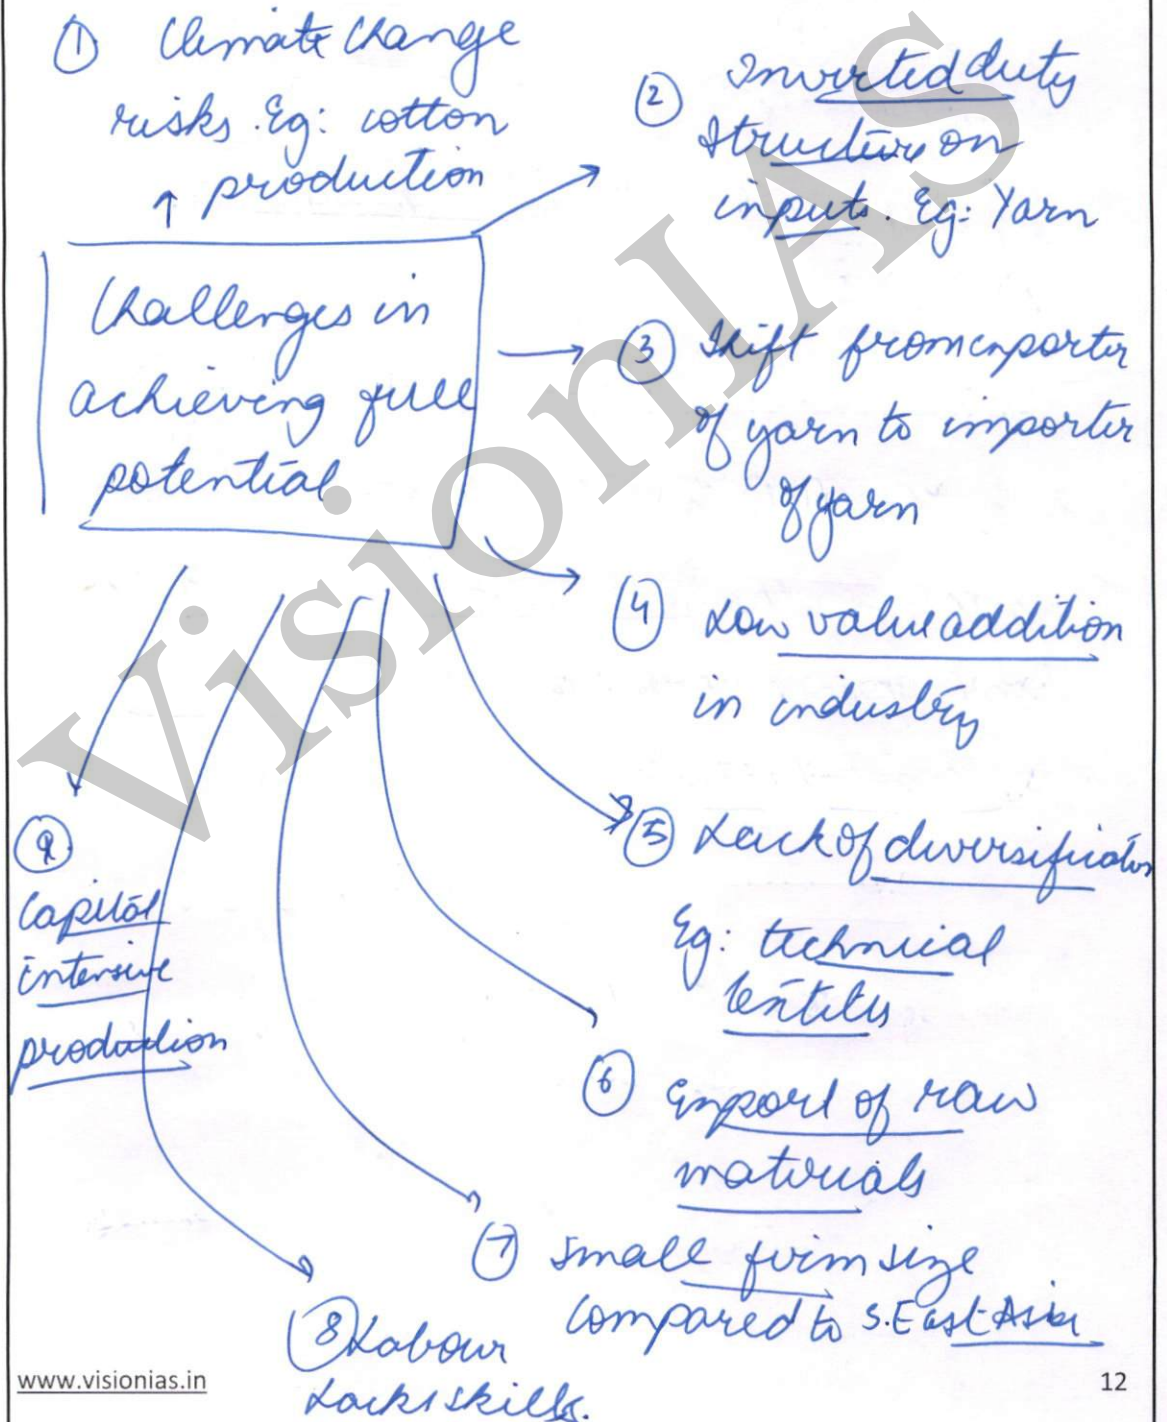 ① Climate Change
risks. Eg: cotton
production
② Inverted duty
structure on
inputs. Eg: Yarn
Challenges in
achieving full
potential
③ Shift from exporter
of yarn to importer
of yarn
④ Low value addition
in industry
⑤ Lack of diversification
Eg: technical
textiles
⑥ Export of raw
materials
⑦ Small firm size
compared to S.East Asia
⑧ Labour
lacks skills.
⑨
Capital
intensive
production
VisionIAS
www.visionias.in
12